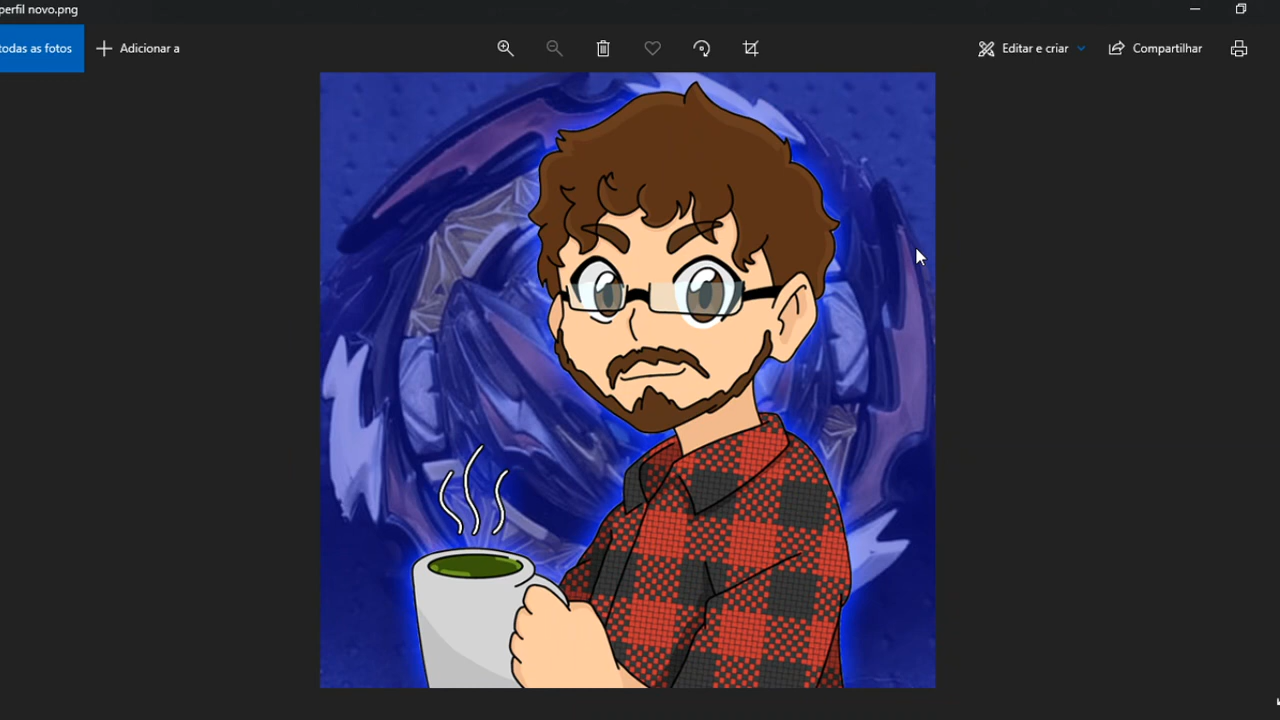 perfil novo.png
todas as fotos
Adicionar a
Editar e criar
Compartilhar